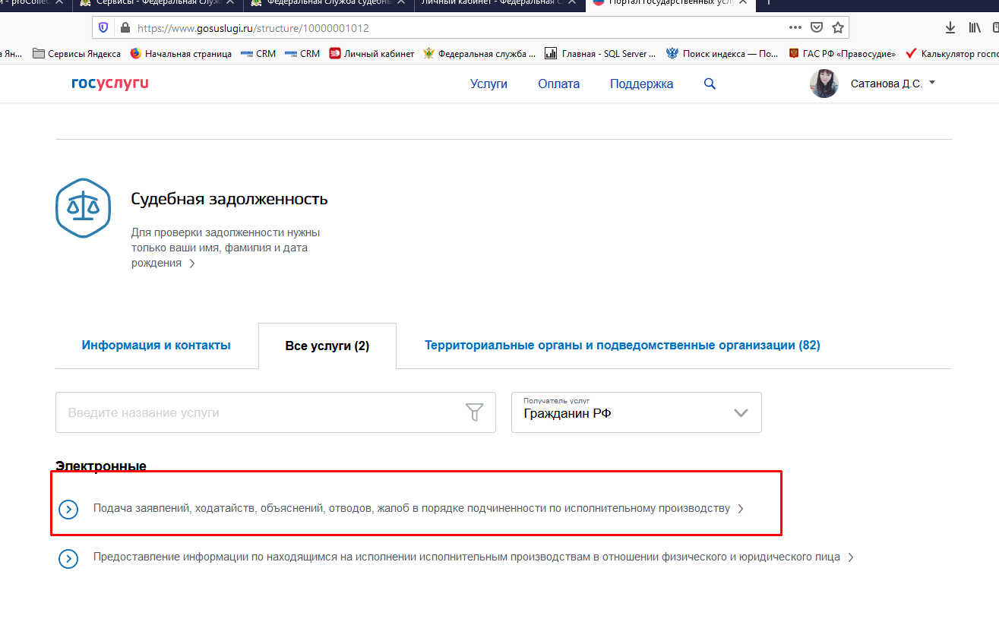 и - proCollec
Сервисы - Федеральная служ
Федеральная служба судебны
Личный кабинет - Федеральная с
Портал государственных услу
https://www.gosuslugi.ru/structure/10000001012
а Ян...
Сервисы Яндекса
Начальная страница
CRM
CRM
Личный кабинет
Федеральная служба ...
Главная - SQL Server ...
Поиск индекса — По...
ГАС РФ «Правосудие»
Калькулятор госпо
госуслуги
Услуги
Оплата
Поддержка
Сатанова Д.С.
Судебная задолженность
Для проверки задолженности нужны
только ваши имя, фамилия и дата
рождения
Информация и контакты
Все услуги (2)
Территориальные органы и подведомственные организации (82)
Введите название услуги
Получатель услуг
Гражданин РФ
Электронные
Подача заявлений, ходатайств, объяснений, отводов, жалоб в порядке подчиненности по исполнительному производству
Предоставление информации по находящимся на исполнении исполнительным производствам в отношении физического и юридического лица